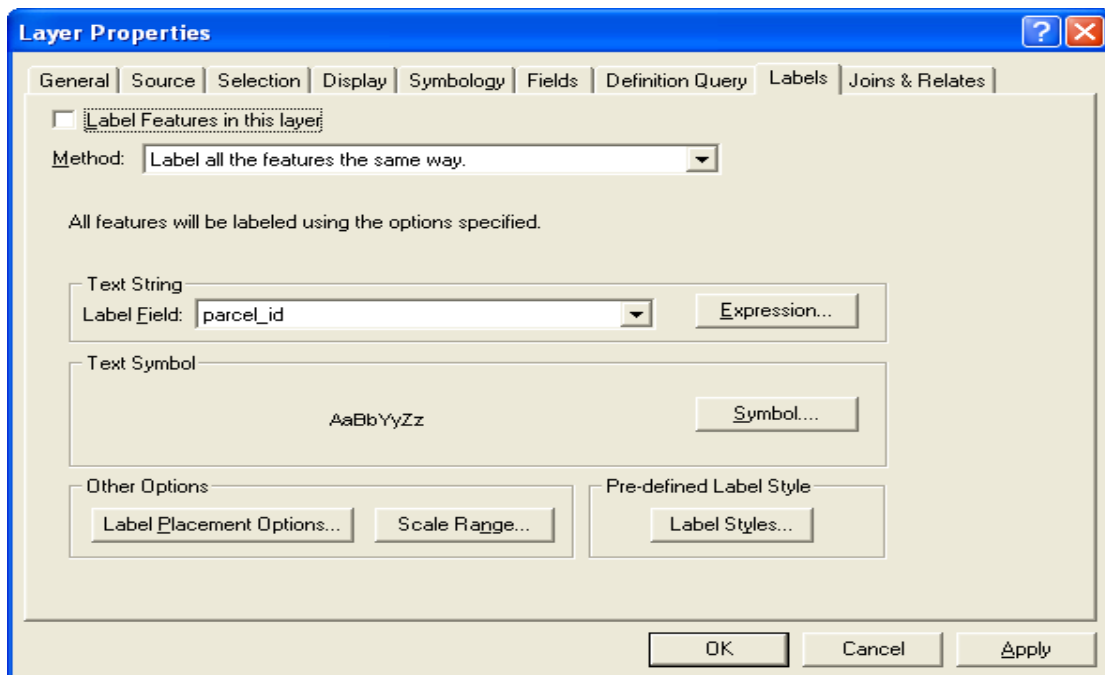 Layer Properties
General Source Selection Display Symbology Fields Definition Query Labels Joins & Relates
Label Features in this layer
Method: Label all the features the same way.
All features will be labeled using the options specified.
Text String
Label Field: parcel_id Expression...
Text Symbol
AaBbYyZz Symbol....
Other Options Pre-defined Label Style
Label Placement Options... Scale Range... Label Styles...
OK Cancel Apply